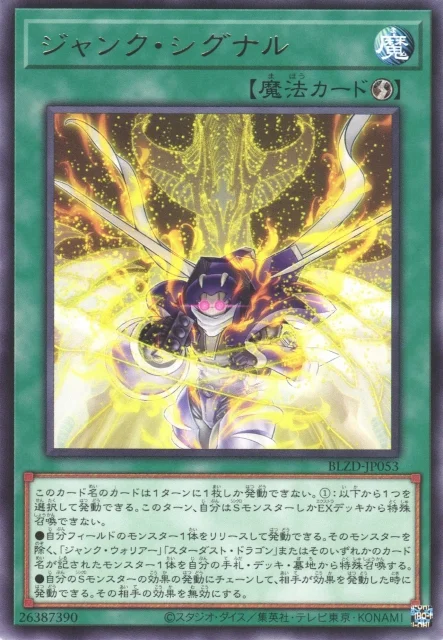 ジャンク・シグナル
魔
【魔法カード】
BLZD-JP053
このカード名のカードは1ターンに1枚しか発動できない。①:以下から1つを
選択して発動できる。このターン、自分はSモンスターしかEXデッキから特殊
召喚できない。
●自分フィールドのモンスター1体をリリースして発動できる。そのモンスターを
除く、「ジャンク・ウォリアー」「スターダスト・ドラゴン」またはそのいずれかのカード
名が記されたモンスター1体を自分の手札・デッキ・墓地から特殊召喚する。
●自分のSモンスターの効果の発動にチェーンして、相手が効果を発動した時に
発動できる。その相手の効果を無効にする。
26387390
©スタジオ・ダイス/集英社・テレビ東京・KONAMI